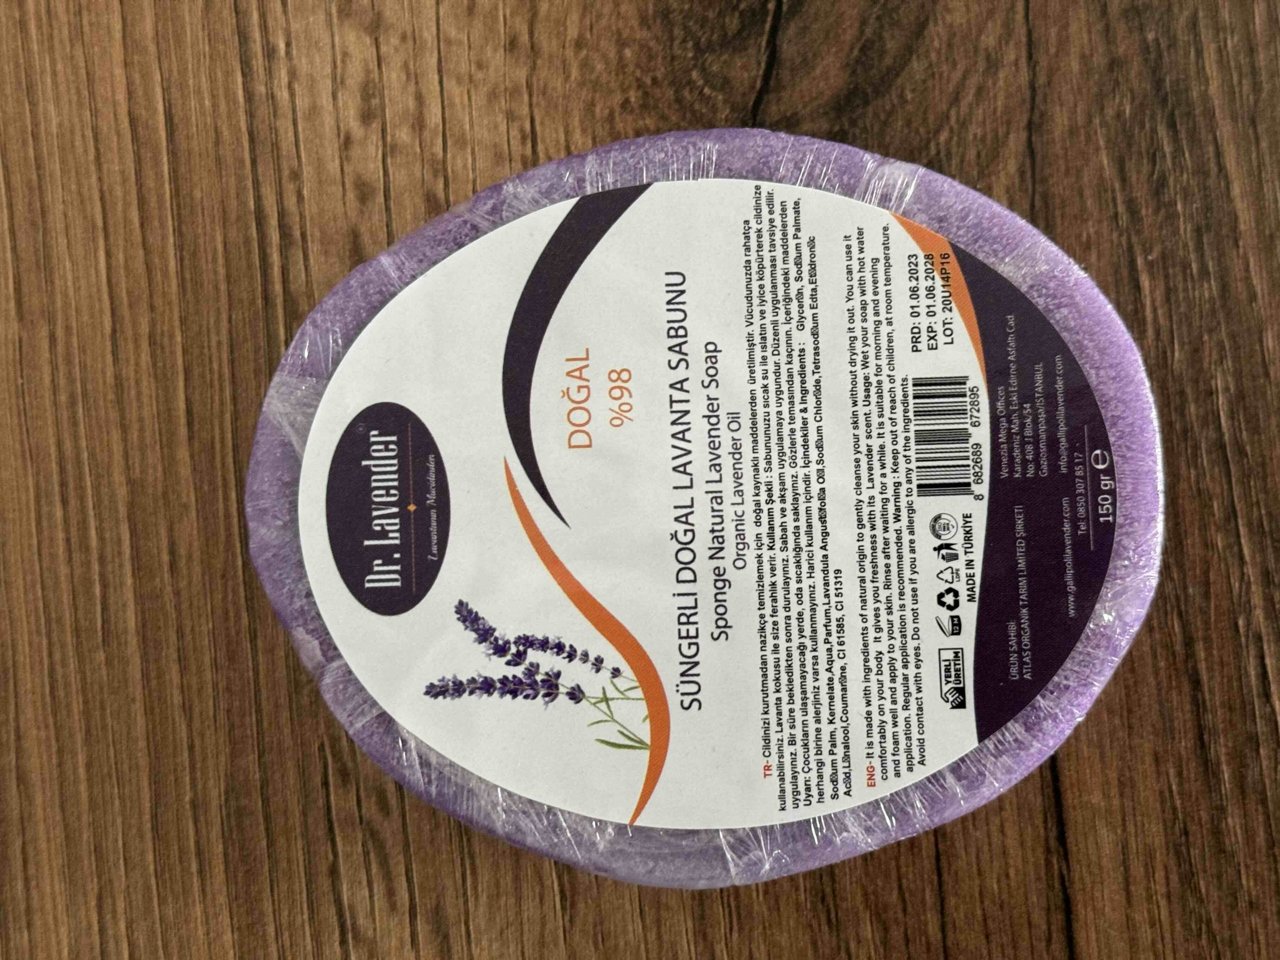 Dr. Lavender
®
Lavantanın Mucidinden
DOĞAL
%98
SÜNGERLİ DOĞAL LAVANTA SABUNU
Sponge Natural Lavender Soap
Organic Lavender Oil
TR- Cildinizi kurutmadan nazikçe temizlemek için doğal kaynaklı maddelerden üretilmiştir. Vücudunuzda rahatça
kullanabilirsiniz. Lavanta kokusu ile size ferahlık verir. Kullanım Şekli : Sabununuzu sıcak su ile ıslatın ve iyice köpürterek cildinize
uygulayınız. Bir süre bekledikten sonra durulayınız. Sabah ve akşam uygulamaya uygundur. Düzenli uygulanması tavsiye edilir.
Uyarı: Çocukların ulaşamayacağı yerde, oda sıcaklığında saklayınız. Gözlerle temasından kaçının. İçeriğindeki maddelerden
herhangi birine alerjiniz varsa kullanmayınız. Harici kullanım içindir. İçindekiler & Ingredients : Glycerin, Sodium Palmate,
Sodium Palm, Kernelate,Aqua,Parfum,Lavandula Angustifolia Oil,Sodium Chloride,Tetrasodium Edta,Etidronic
Acid,Linalool,Coumarine, CI 61585, CI 51319
ENG- It is made with ingredients of natural origin to gently cleanse your skin without drying it out. You can use it
comfortably on your body. It gives you freshness with its Lavender scent. Usage: Wet your soap with hot water
and foam well and apply to your skin. Rinse after waiting for a while. It is suitable for morning and evening
application. Regular application is recommended. Warning : Keep out of reach of children, at room temperature.
Avoid contact with eyes. Do not use if you are allergic to any of the ingredients.
YERLİ
ÜRETİM
12 M
LDPE
MADE IN TÜRKİYE
8 682689 672895
PRD: 01.06.2023
EXP: 01.06.2028
LOT: 20U14P16
ÜRÜN SAHİBİ:
ATLAS ORGANİK TARIM LİMİTED ŞİRKETİ
Venezia Mega Offices
Karadeniz Mah. Eski Edirne Asfaltı Cad.
No: 408 J Blok/54
Gaziosmanpaşa/İSTANBUL
www.gallipolilavender.com info@gallipolilavender.com
Tel: 0850 307 85 17
150 gr ℮